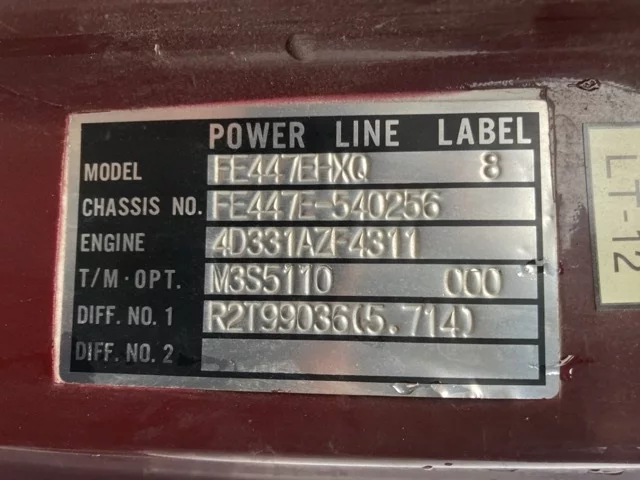 POWER LINE LABEL
MODEL FE447EHXQ 8
CHASSIS NO. FE447E-540256
ENGINE 4D331AZF4311
T/M·OPT. M3S5110 000
DIFF. NO. 1 R2T99036(5.714)
DIFF. NO. 2
LT-12